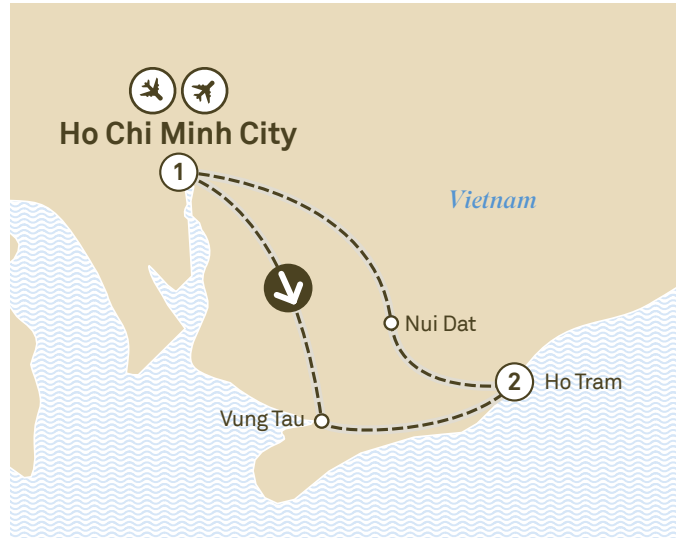 Ho Chi Minh City
1
Vietnam
Nui Dat
2
Ho Tram
Vung Tau